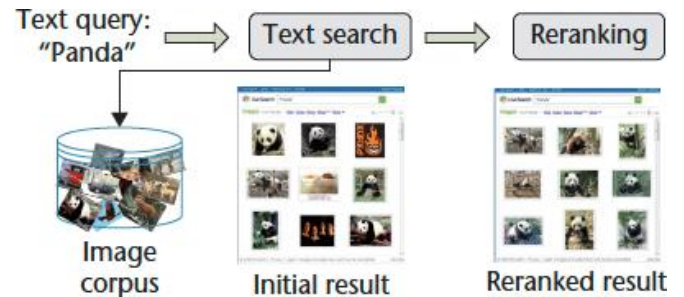 Text query:
“Panda”
Text search
Reranking
Image
corpus
Initial result
Reranked result